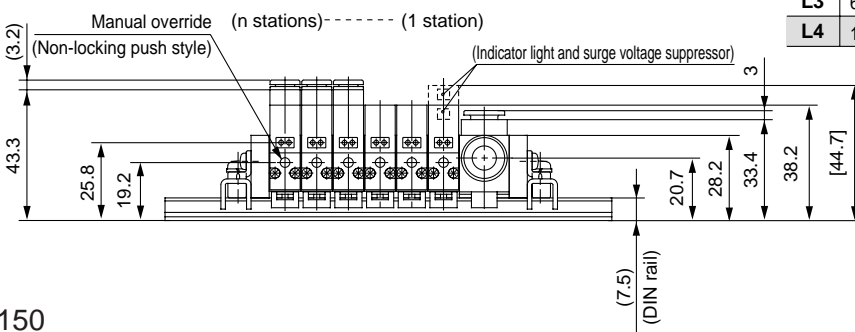 L3 6
L4 1
Manual override (n stations) (1 station)
(Non-locking push style)
(Indicator light and surge voltage suppressor)
(3.2)
43.3
25.8
19.2
3
20.7
28.2
33.4
38.2
[44.7]
(7.5)
(DIN rail)
150